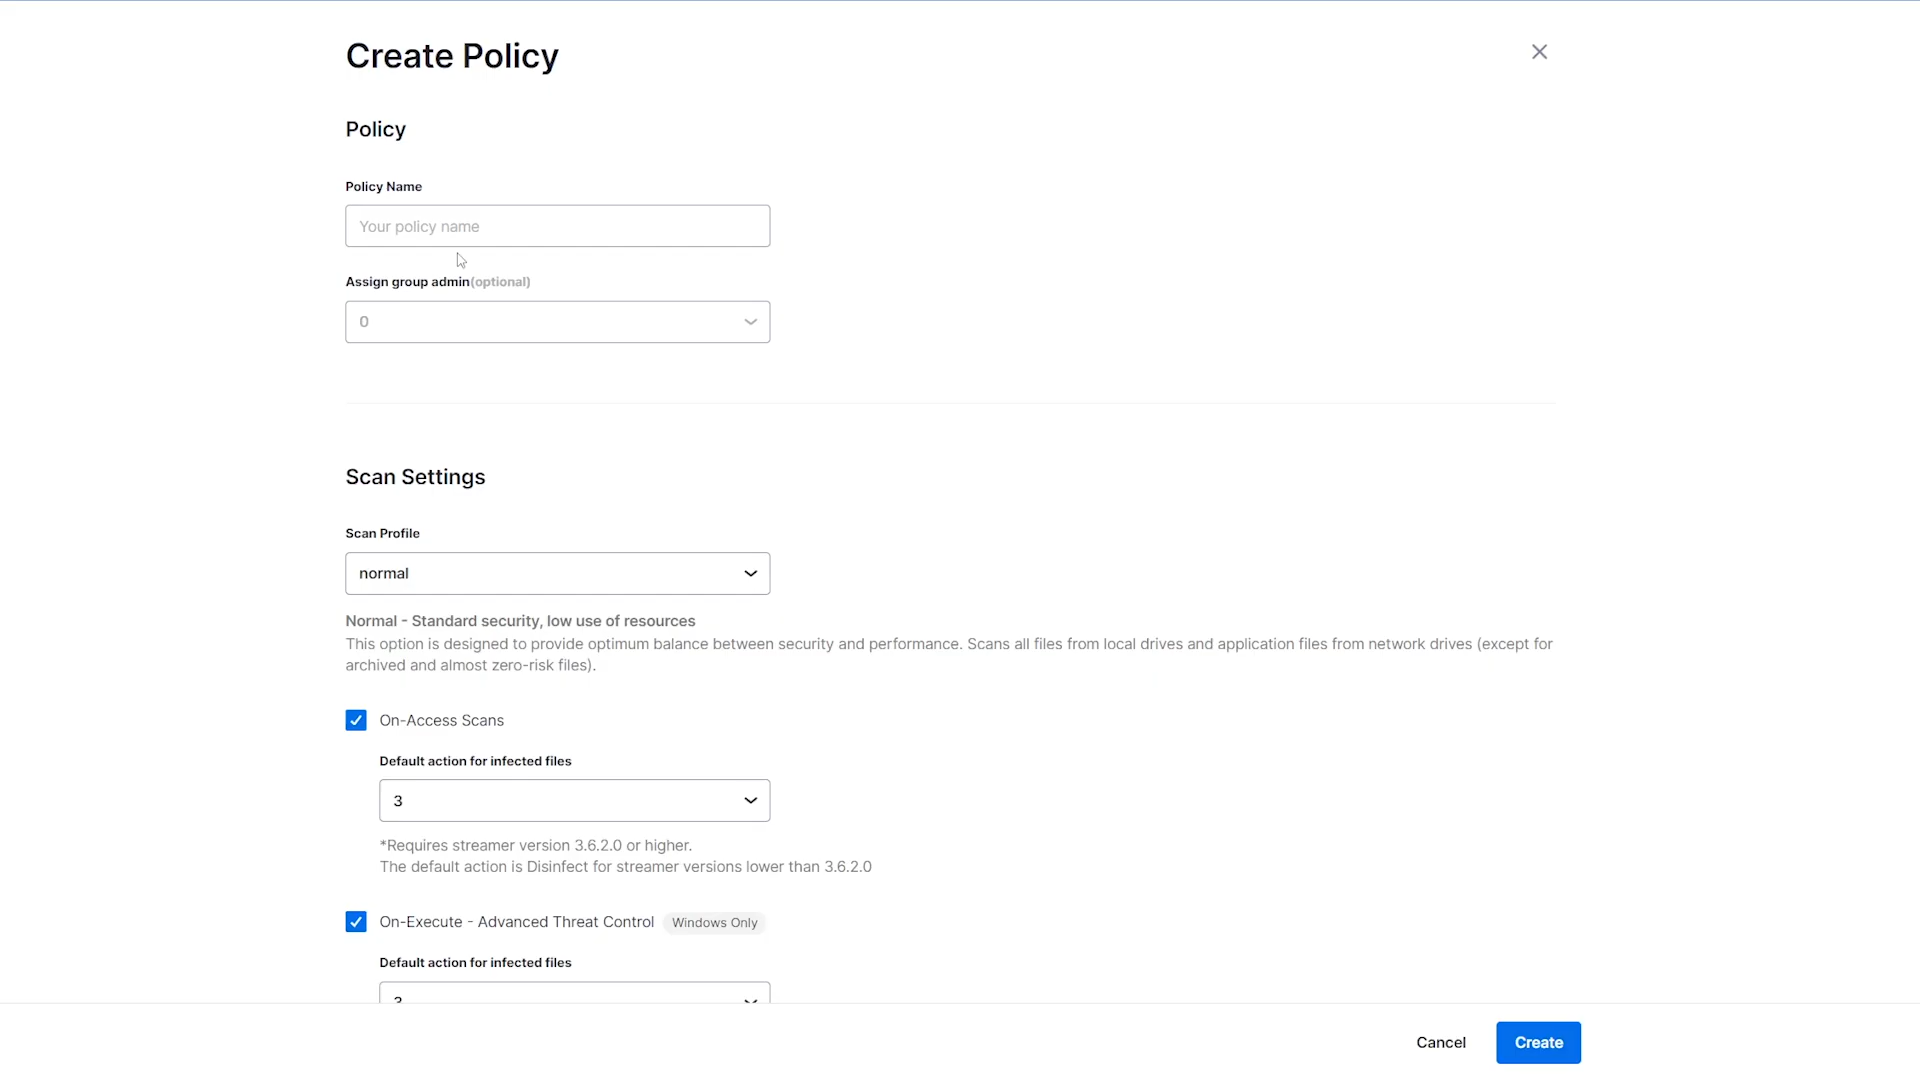 Create Policy
Policy
Policy Name
Your policy name
Assign group admin(optional)
0
Scan Settings
Scan Profile
normal
Normal - Standard security, low use of resources
This option is designed to provide optimum balance between security and performance. Scans all files from local drives and application files from network drives (except for
archived and almost zero-risk files).
On-Access Scans
Default action for infected files
3
*Requires streamer version 3.6.2.0 or higher.
The default action is Disinfect for streamer versions lower than 3.6.2.0
On-Execute - Advanced Threat Control Windows Only
Default action for infected files
3
Cancel Create